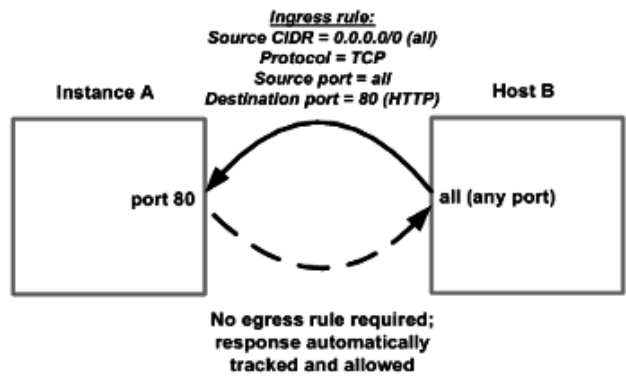 Ingress rule:
Source CIDR = 0.0.0.0/0 (all)
Protocol = TCP
Source port = all
Destination port = 80 (HTTP)
Instance A
Host B
port 80
all (any port)
No egress rule required;
response automatically
tracked and allowed